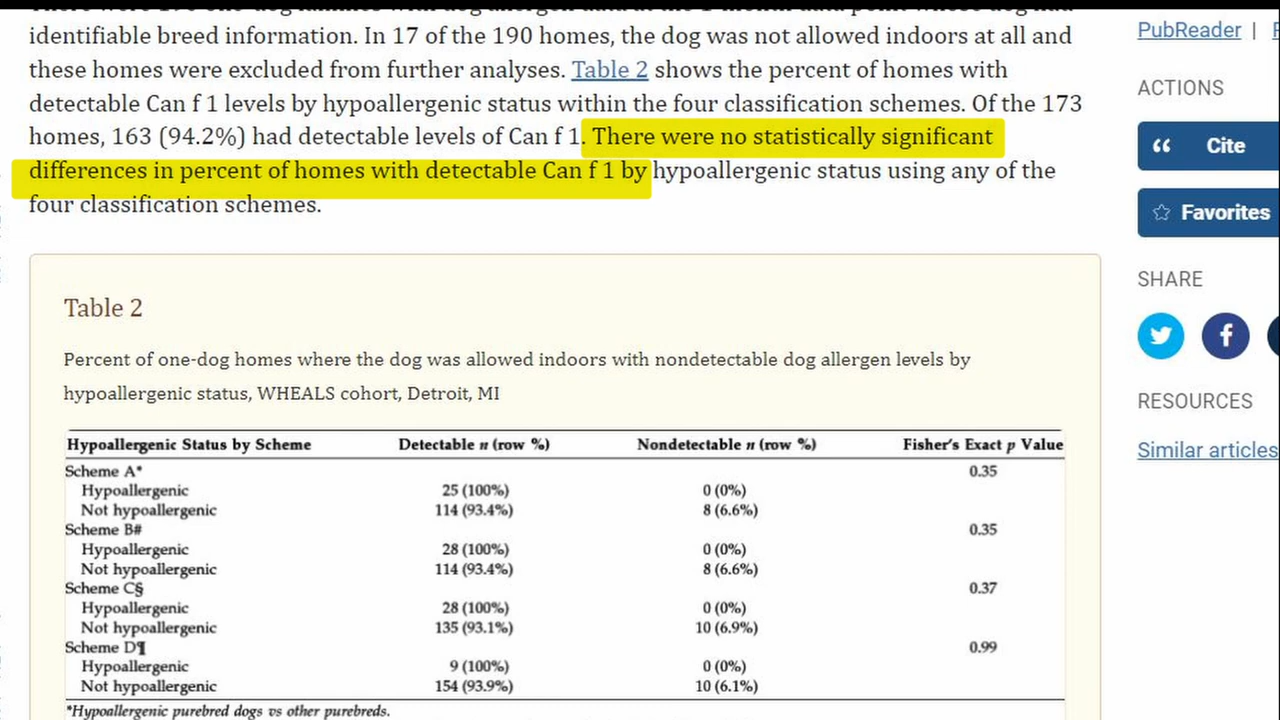 identifiable breed information. In 17 of the 190 homes, the dog was not allowed indoors at all and
these homes were excluded from further analyses. Table 2 shows the percent of homes with
detectable Can f 1 levels by hypoallergenic status within the four classification schemes. Of the 173
homes, 163 (94.2%) had detectable levels of Can f 1. There were no statistically significant
differences in percent of homes with detectable Can f 1 by hypoallergenic status using any of the
four classification schemes.
Table 2
Percent of one-dog homes where the dog was allowed indoors with nondetectable dog allergen levels by
hypoallergenic status, WHEALS cohort, Detroit, MI
Hypoallergenic Status by Scheme Detectable n (row %) Nondetectable n (row %) Fisher's Exact p Value
Scheme A* 0.35
Hypoallergenic 25 (100%) 0 (0%)
Not hypoallergenic 114 (93.4%) 8 (6.6%)
Scheme B# 0.35
Hypoallergenic 28 (100%) 0 (0%)
Not hypoallergenic 114 (93.4%) 8 (6.6%)
Scheme C§ 0.37
Hypoallergenic 28 (100%) 0 (0%)
Not hypoallergenic 135 (93.1%) 10 (6.9%)
Scheme D¶ 0.99
Hypoallergenic 9 (100%) 0 (0%)
Not hypoallergenic 154 (93.9%) 10 (6.1%)
*Hypoallergenic purebred dogs vs other purebreds.
PubReader |
ACTIONS
Cite
Favorites
SHARE
RESOURCES
Similar articles